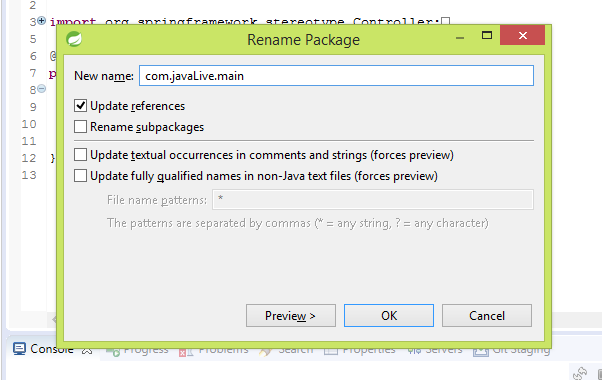 2
3 import org.springframework.stereotype.Controller;
Rename Package
5
6 @
New name: com.javaLive.main
7 p
8
Update references
9
Rename subpackages
10
11
Update textual occurrences in comments and strings (forces preview)
12 }
13
Update fully qualified names in non-Java text files (forces preview)
File name patterns: *
The patterns are separated by commas (* = any string, ? = any character)
Preview >
OK
Cancel
Console Progress Problems Search Properties Servers Git Staging